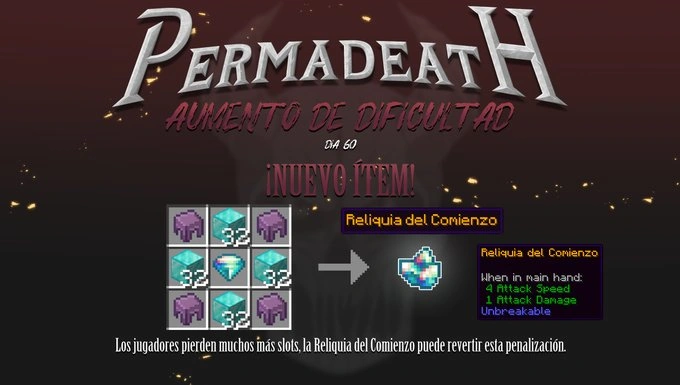 PERMADEATH
AUMENTO DE DIFICULTAD
DíA 60
¡NUEVO ÍTEM!
32
Reliquia del Comienzo
32 32
32
Reliquia del Comienzo
When in main hand:
4 Attack Speed
1 Attack Damage
Unbreakable
Los jugadores pierden muchos más slots, la Reliquia del Comienzo puede revertir esta penalización.